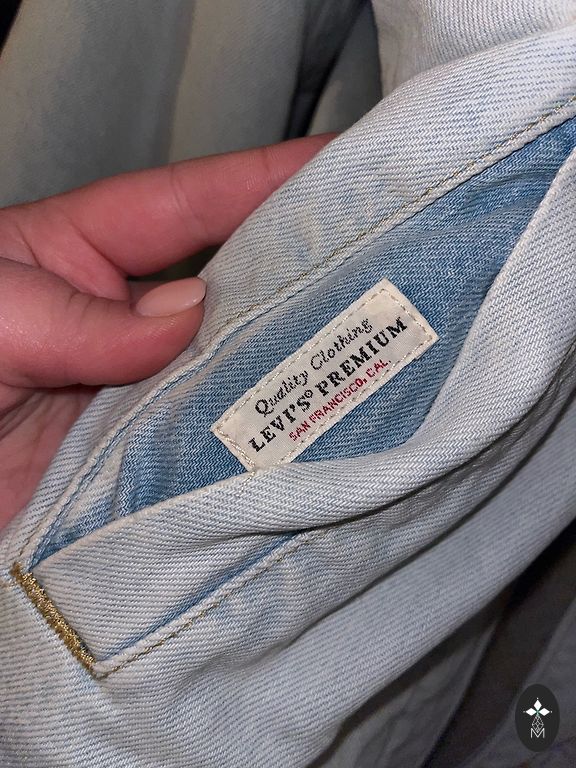 Quality Clothing
LEVI'S® PREMIUM
SAN FRANCISCO, CAL.
M